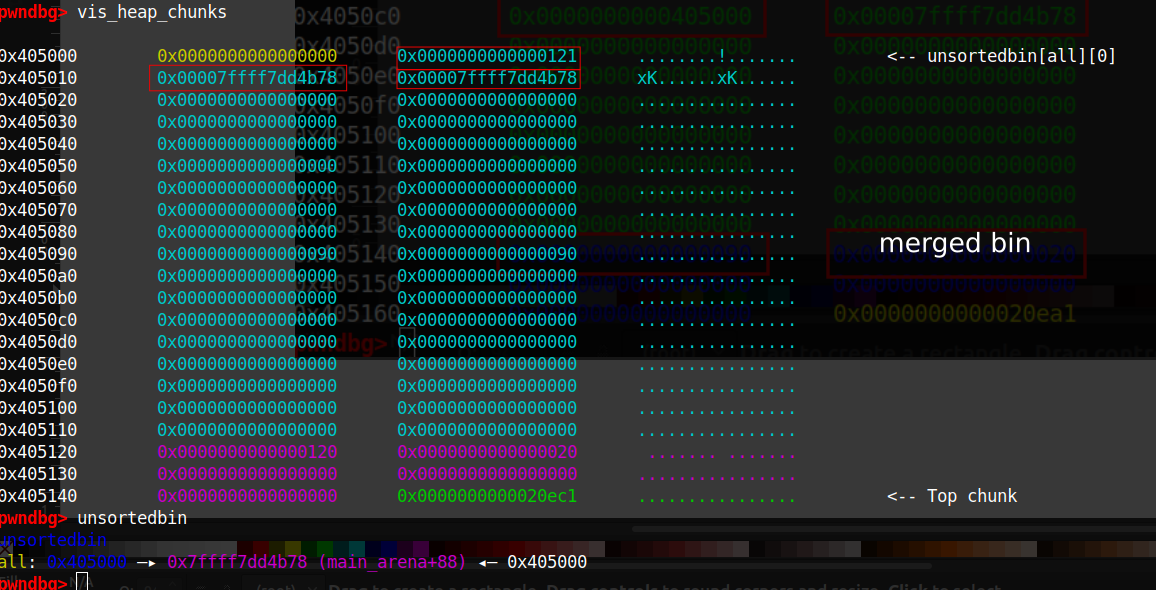 pwndbg> vis_heap_chunks
0x4050c0 0x0000000000405000 0x00007ffff7dd4b78
0x405000 0x0000000000000000 0x0000000000000121 ........!....... <-- unsortedbin[all][0]
0x405010 0x00007ffff7dd4b78 0x00007ffff7dd4b78 xK......xK......
0x405020 0x0000000000000000 0x0000000000000000 ................
0x405030 0x0000000000000000 0x0000000000000000 ................
0x405040 0x0000000000000000 0x0000000000000000 ................
0x405050 0x0000000000000000 0x0000000000000000 ................
0x405060 0x0000000000000000 0x0000000000000000 ................
0x405070 0x0000000000000000 0x0000000000000000 ................
0x405080 0x0000000000000000 0x0000000000000000 ................
0x405090 0x0000000000000090 0x0000000000000090 ................
merged bin
0x4050a0 0x0000000000000000 0x0000000000000000 ................
0x4050b0 0x0000000000000000 0x0000000000000000 ................
0x4050c0 0x0000000000000000 0x0000000000000000 ................
0x4050d0 0x0000000000000000 0x0000000000000000 ................
0x4050e0 0x0000000000000000 0x0000000000000000 ................
0x4050f0 0x0000000000000000 0x0000000000000000 ................
0x405100 0x0000000000000000 0x0000000000000000 ................
0x405110 0x0000000000000000 0x0000000000000000 ................
0x405120 0x0000000000000120 0x0000000000000020 ....... .......
0x405130 0x0000000000000000 0x0000000000000000 ................
0x405140 0x0000000000000000 0x0000000000020ec1 ................ <-- Top chunk
pwndbg> unsortedbin
unsortedbin
all: 0x405000 —▸ 0x7ffff7dd4b78 (main_arena+88) ◂— 0x405000
pwndbg>